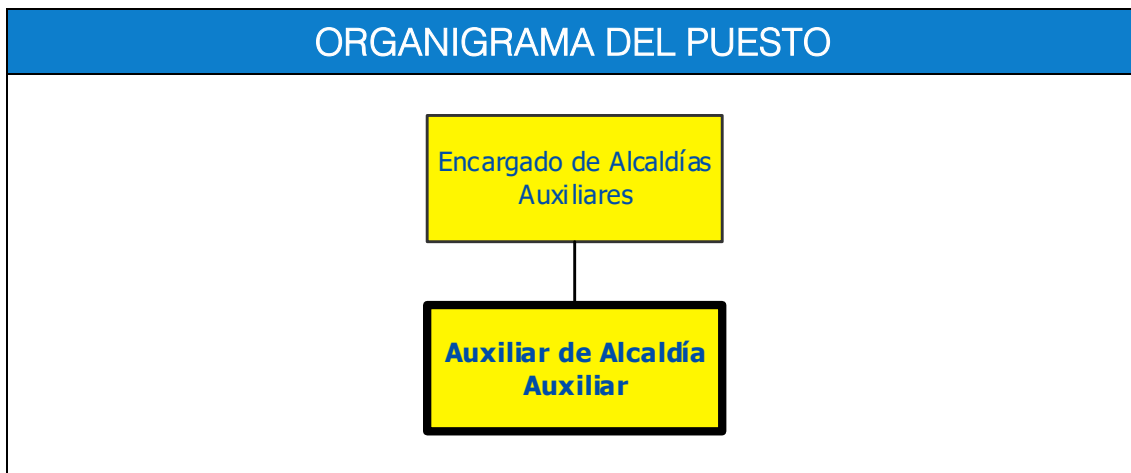 ORGANIGRAMA DEL PUESTO
Encargado de Alcaldías
Auxiliares
Auxiliar de Alcaldía
Auxiliar